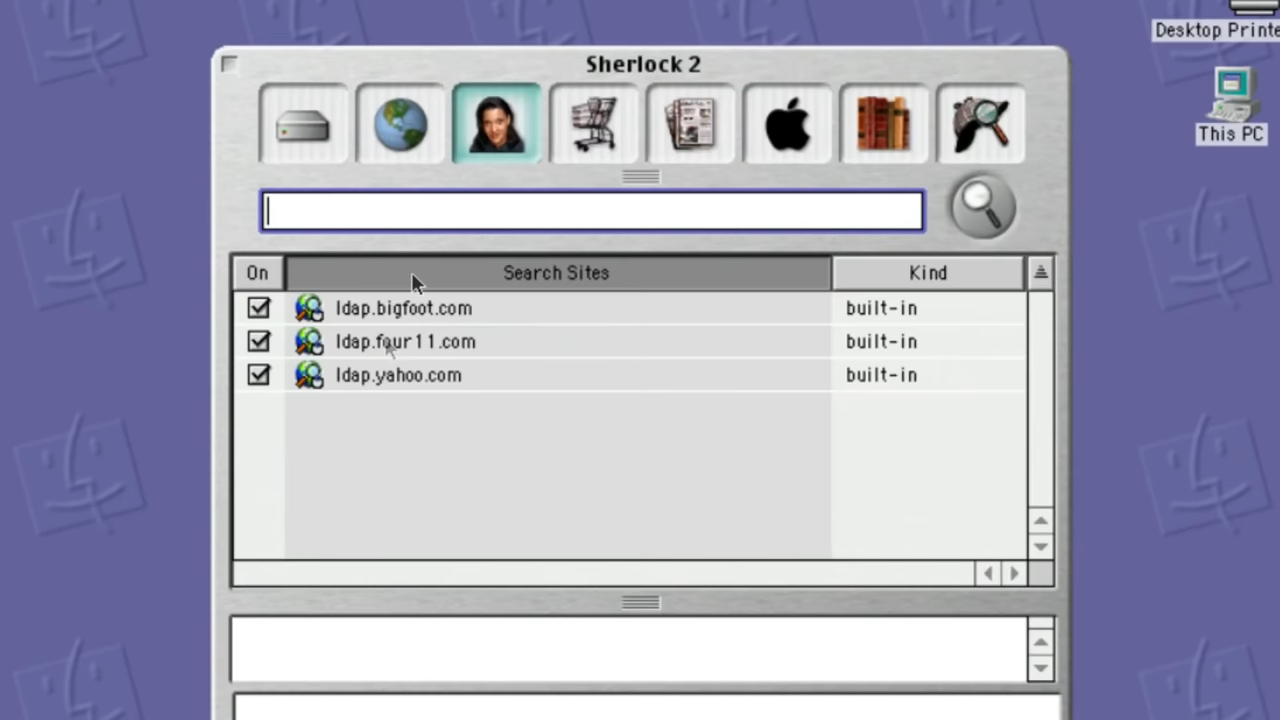 Desktop Printe
Sherlock 2
This PC
On Search Sites Kind
ldap.bigfoot.com built-in
ldap.four11.com built-in
ldap.yahoo.com built-in